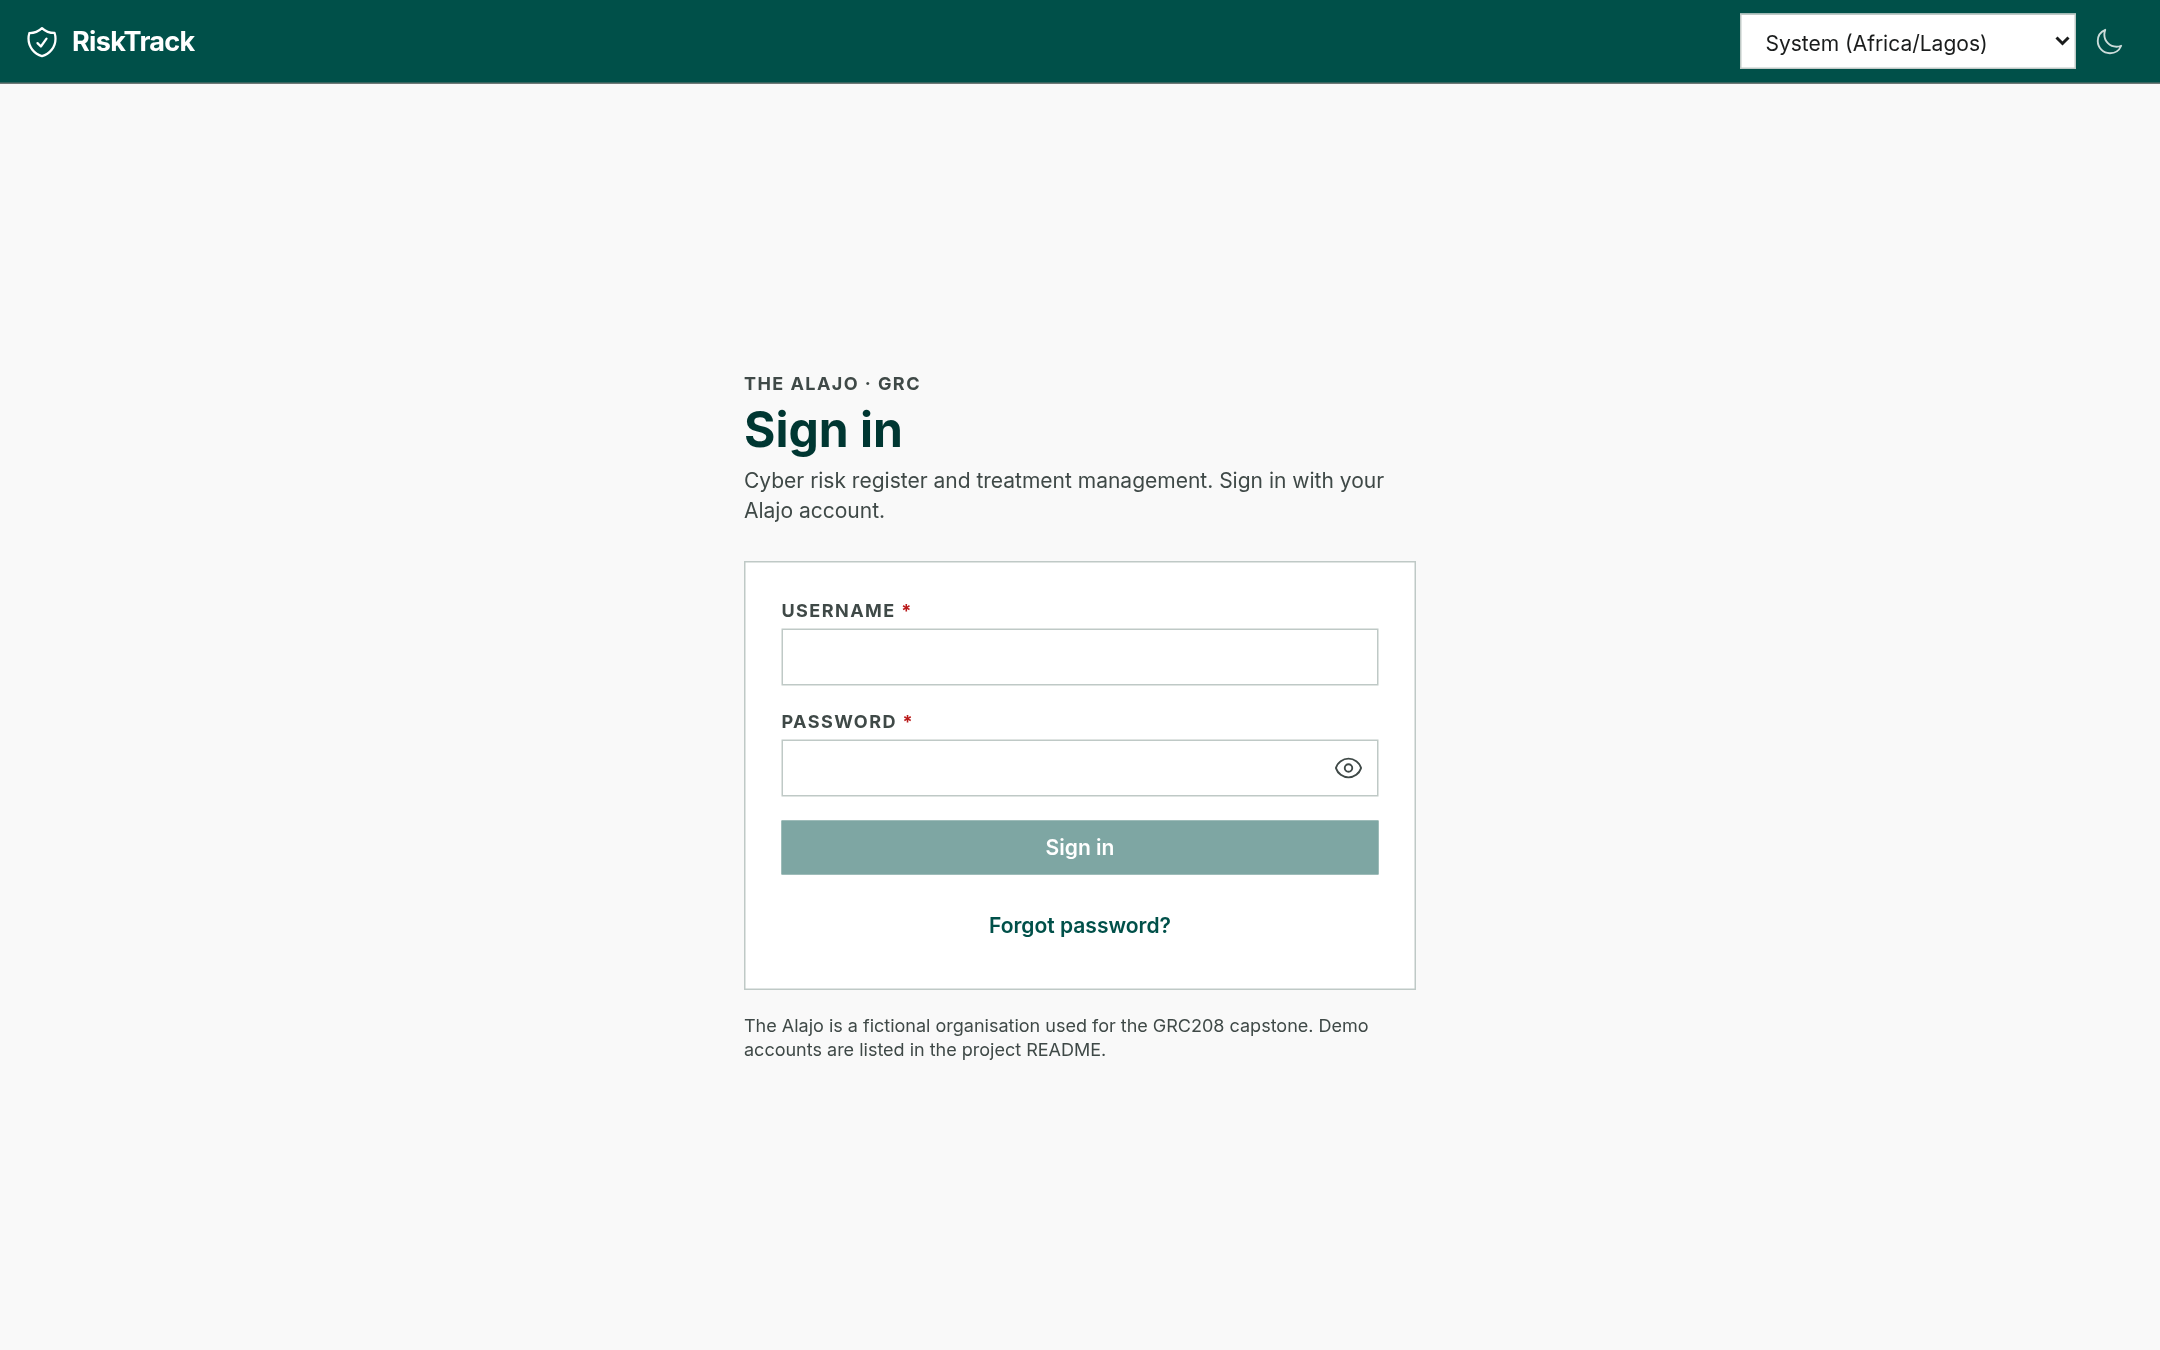 RiskTrack
System (Africa/Lagos)
THE ALAJO · GRC
Sign in
Cyber risk register and treatment management. Sign in with your
Alajo account.
USERNAME *
PASSWORD *
Sign in
Forgot password?
The Alajo is a fictional organisation used for the GRC208 capstone. Demo
accounts are listed in the project README.